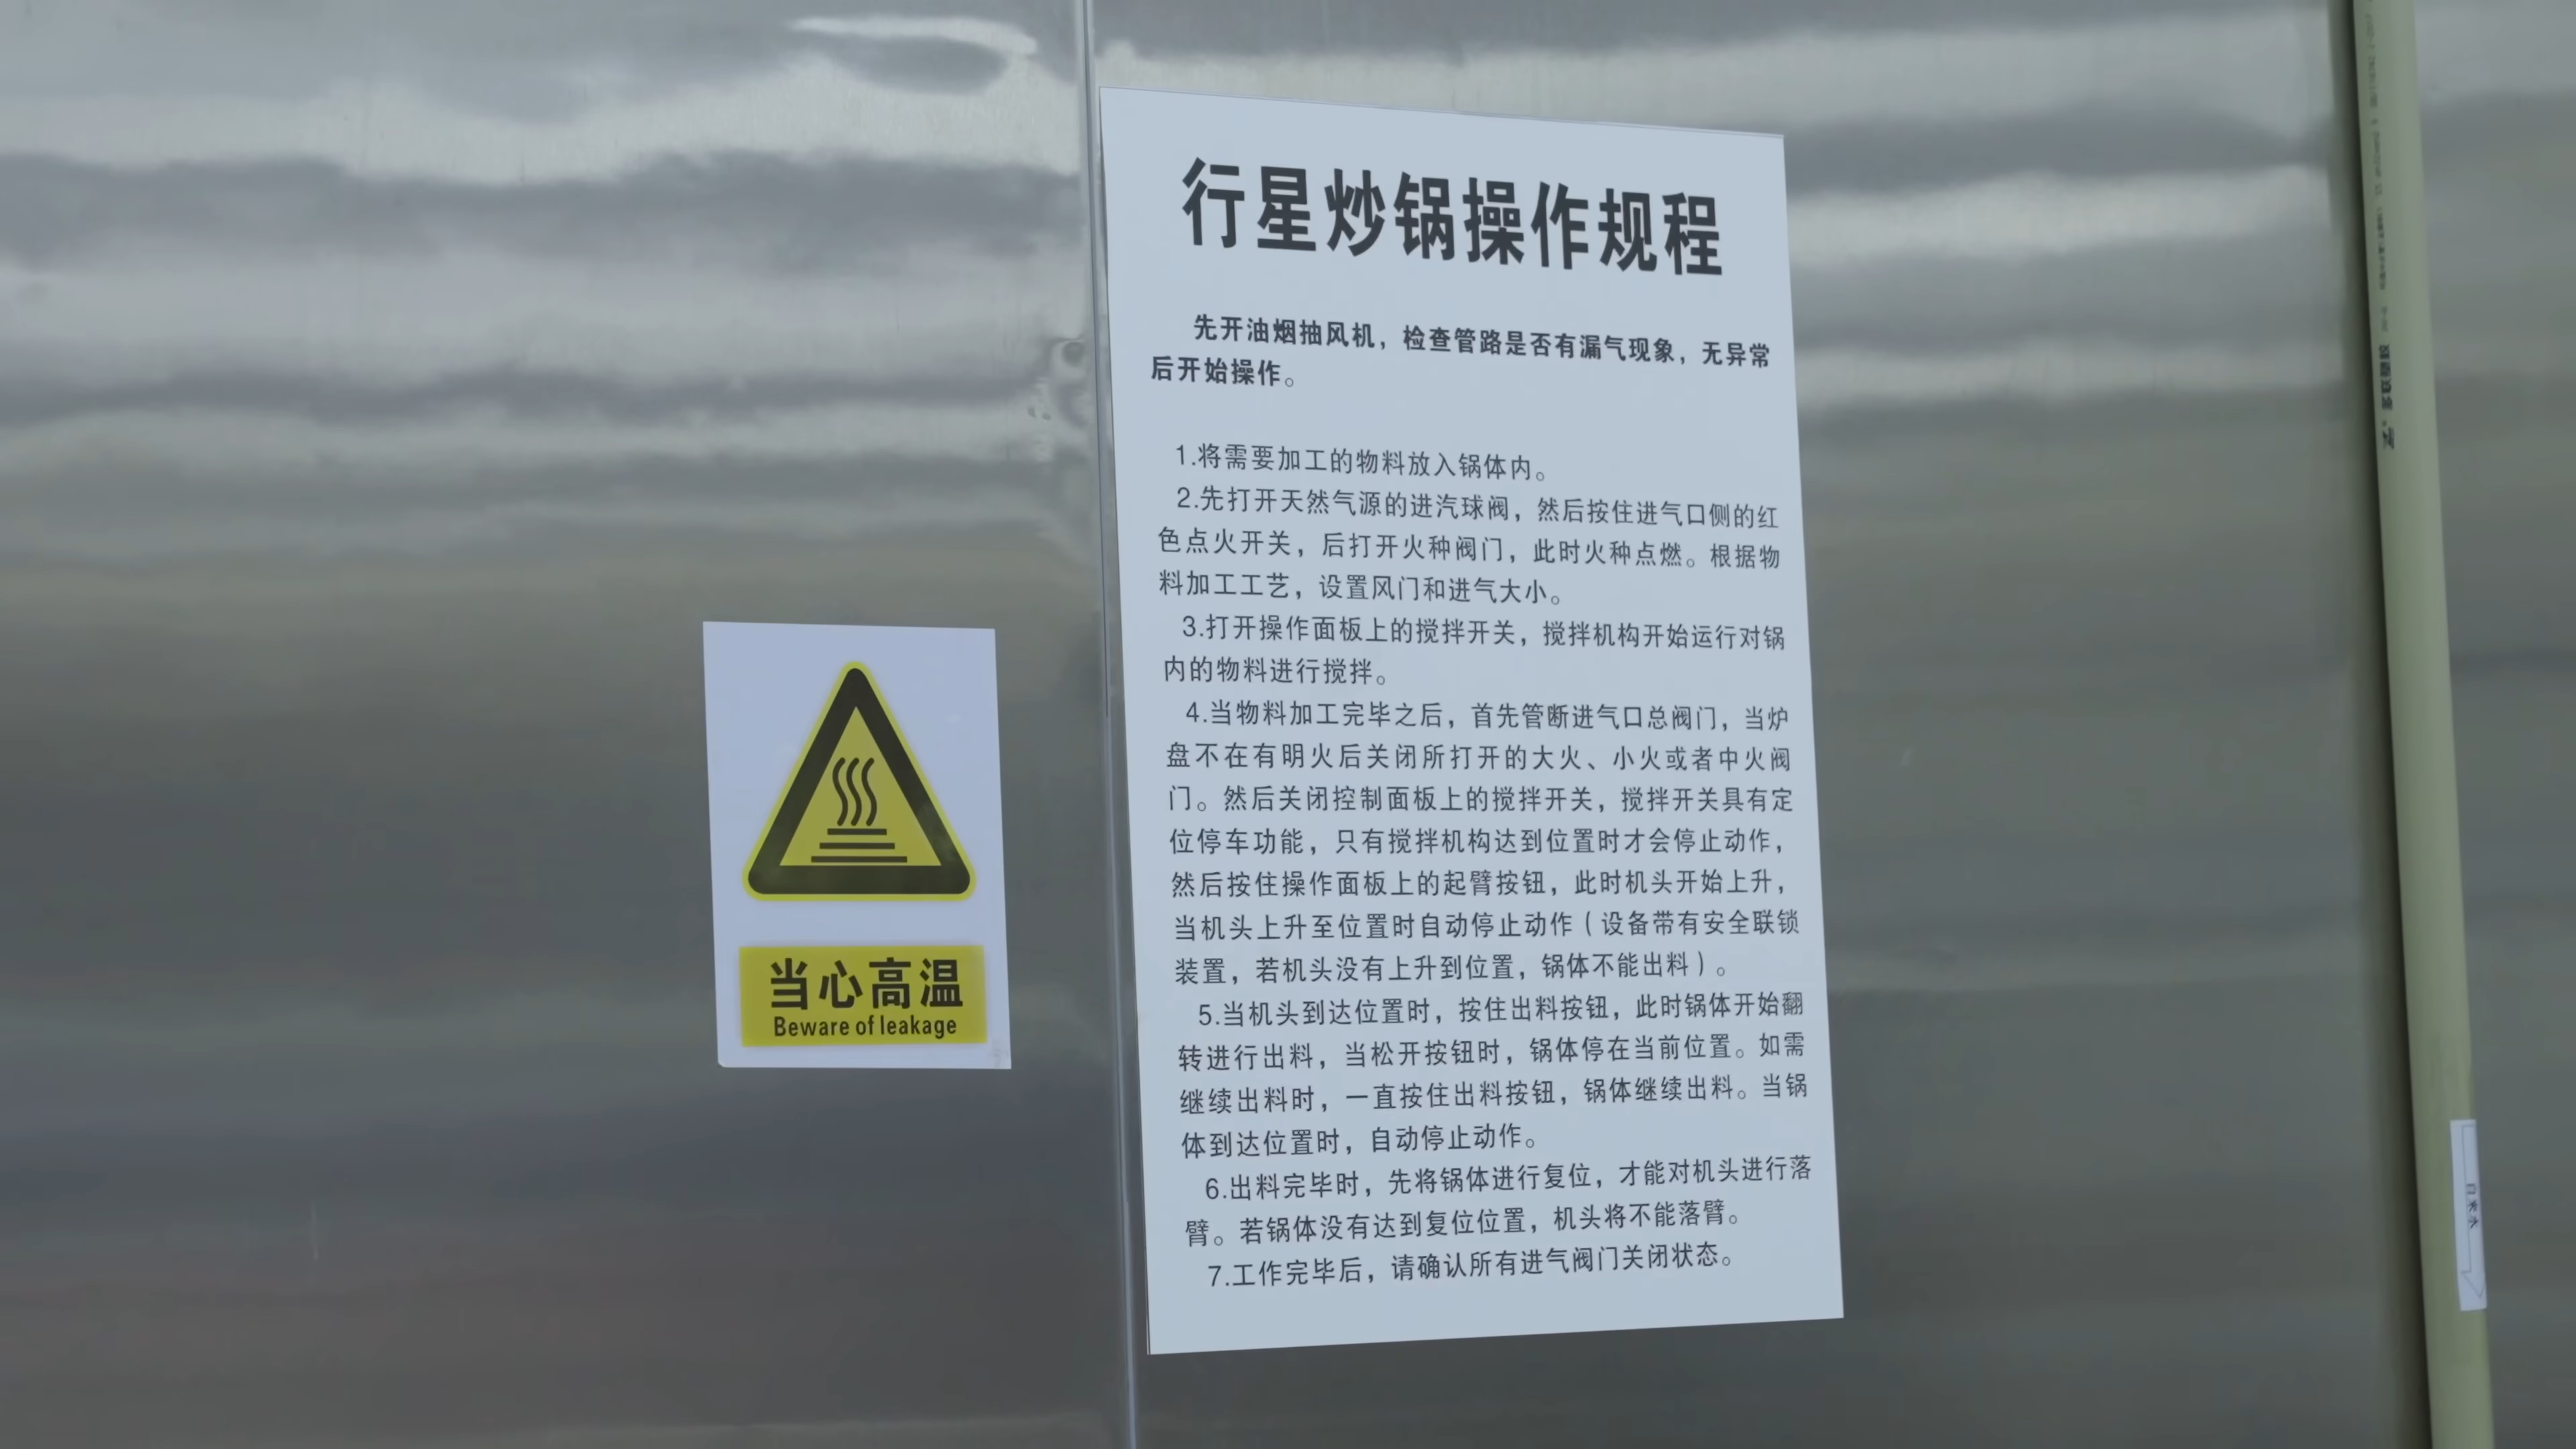 行星炒锅操作规程
先开油烟抽风机，检查管路是否有漏气现象，无异常
后开始操作。
1.将需要加工的物料放入锅体内。
2.先打开天然气源的进汽球阀，然后按住进气口侧的红
色点火开关，后打开火种阀门，此时火种点燃。根据物
料加工工艺，设置风门和进气大小。
3.打开操作面板上的搅拌开关，搅拌机构开始运行对锅
内的物料进行搅拌。
4.当物料加工完毕之后，首先管断进气口总阀门，当炉
盘不在有明火后关闭所打开的大火、小火或者中火阀
门。然后关闭控制面板上的搅拌开关，搅拌开关具有定
位停车功能，只有搅拌机构达到位置时才会停止动作，
然后按住操作面板上的起臂按钮，此时机头开始上升，
当机头上升至位置时自动停止动作（设备带有安全联锁
装置，若机头没有上升到位置，锅体不能出料）。
5.当机头到达位置时，按住出料按钮，此时锅体开始翻
转进行出料，当松开按钮时，锅体停在当前位置。如需
继续出料时，一直按住出料按钮，锅体继续出料。当锅
体到达位置时，自动停止动作。
6.出料完毕时，先将锅体进行复位，才能对机头进行落
臂。若锅体没有达到复位位置，机头将不能落臂。
7.工作完毕后，请确认所有进气阀门关闭状态。
当心高温
Beware of leakage
自来水